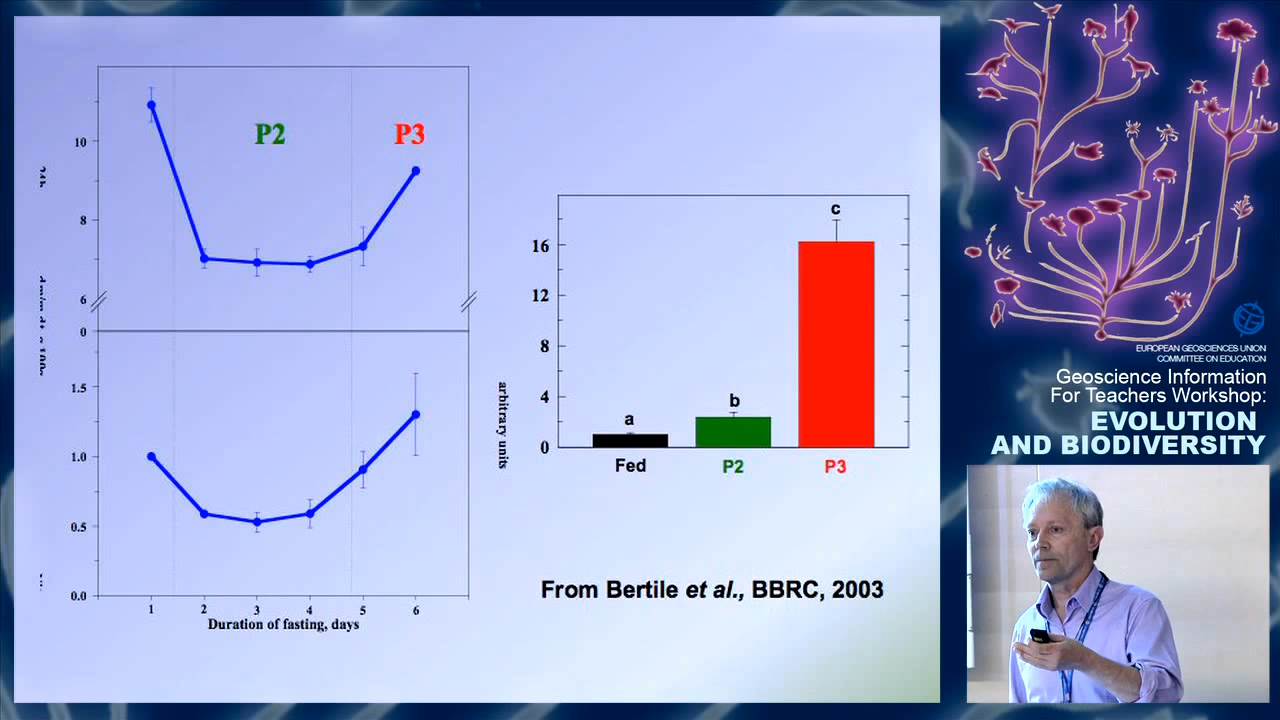 P2
P3
10
8
6
0
1.5
1.0
0.5
0.0
1 2 3 4 5 6
Duration of fasting, days
arbitrary units
16
12
8
4
0
a
b
c
Fed P2 P3
From Bertile et al., BBRC, 2003
EUROPEAN GEOSCIENCES UNION
COMMITTEE ON EDUCATION
Geoscience Information
For Teachers Workshop:
EVOLUTION
AND BIODIVERSITY